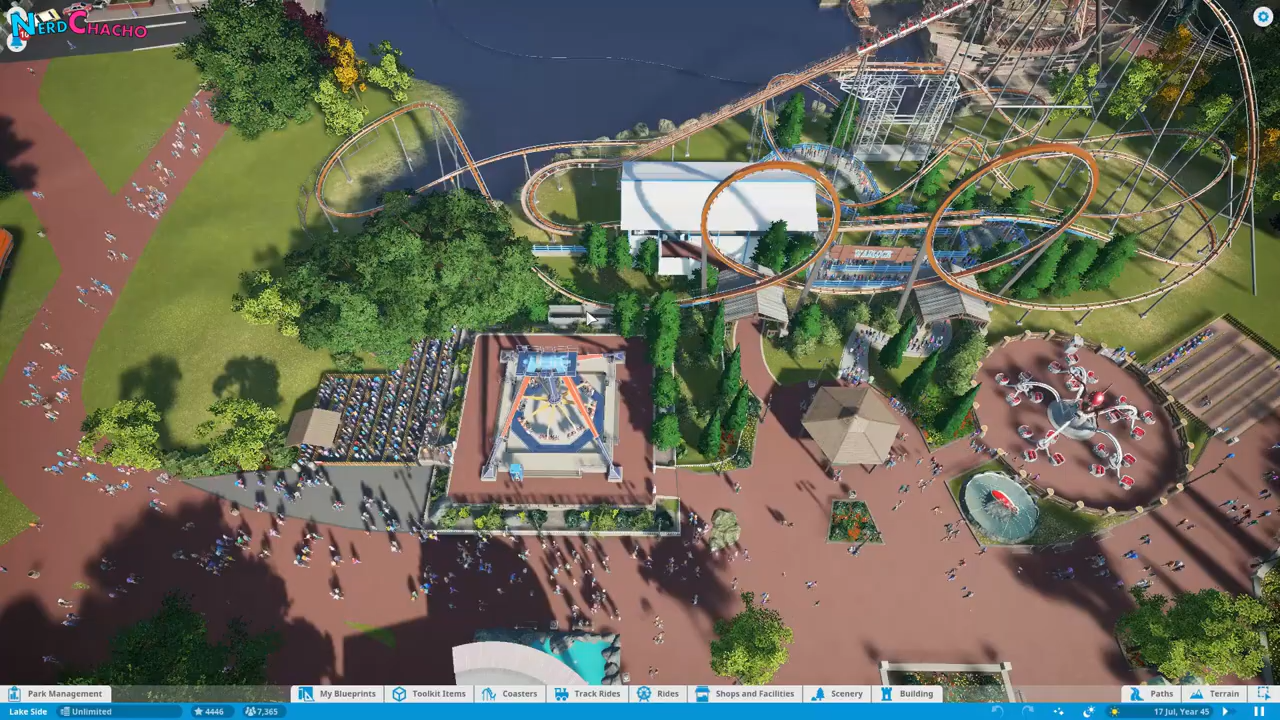 NERDCHACHO
WARLOCK
Park Management
My Blueprints
Toolkit Items
Coasters
Track Rides
Rides
Shops and Facilities
Scenery
Building
Paths
Terrain
Lake Side
Unlimited
4446
7,365
17 Jul, Year 45